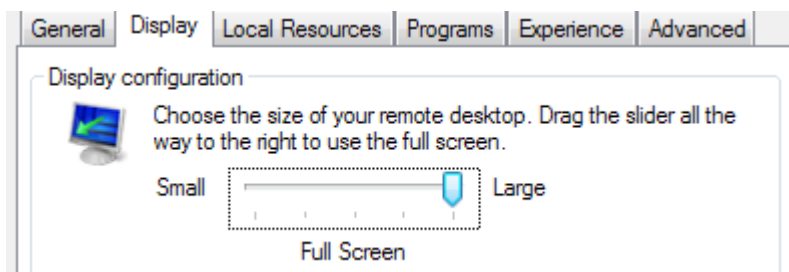 General Display Local Resources Programs Experience Advanced
Display configuration
Choose the size of your remote desktop. Drag the slider all the
way to the right to use the full screen.
Small Large
Full Screen